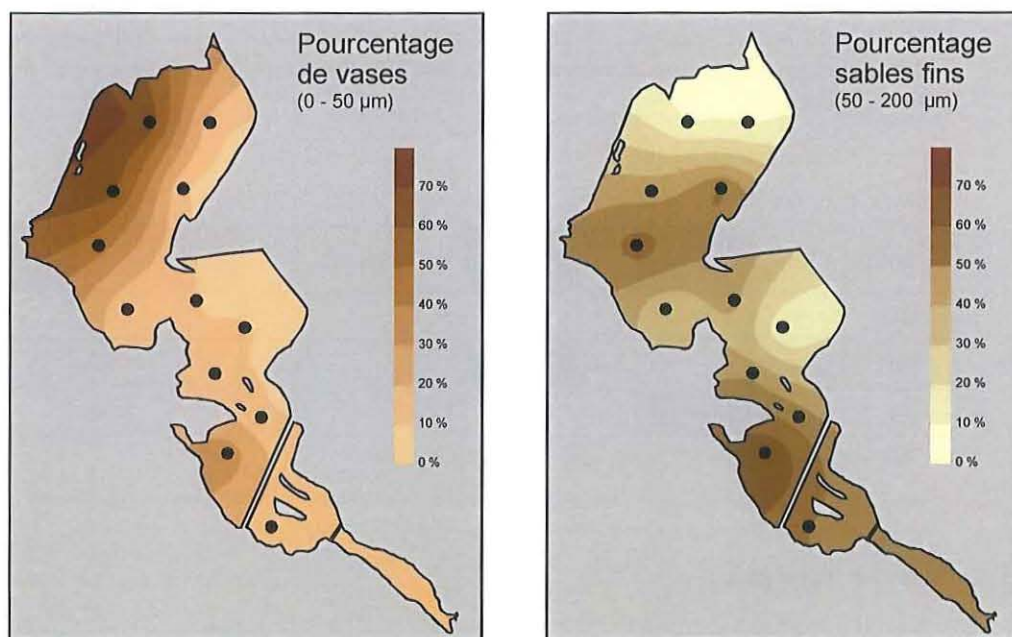 Pourcentage
de vases
(0 - 50 µm)
70 %
60 %
50 %
40 %
30 %
20 %
10 %
0 %
Pourcentage
sables fins
(50 - 200 µm)
70 %
60 %
50 %
40 %
30 %
20 %
10 %
0 %